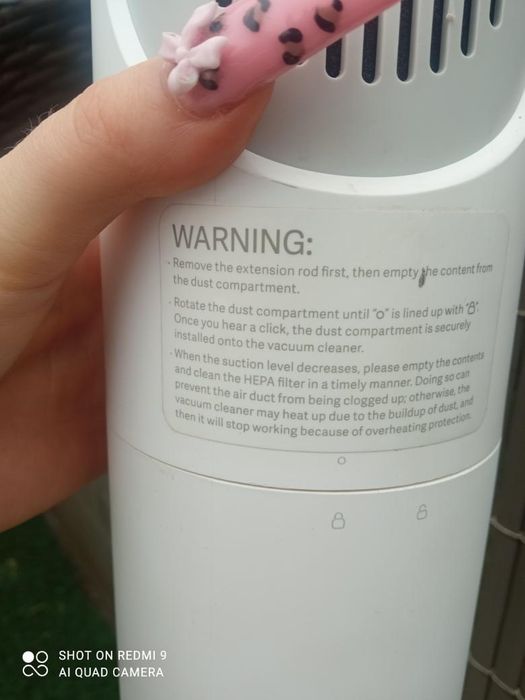 WARNING:
· Remove the extension rod first, then empty the content from
the dust compartment.
· Rotate the dust compartment until "o" is lined up with "🔒".
Once you hear a click, the dust compartment is securely
installed onto the vacuum cleaner.
· When the suction level decreases, please empty the contents
and clean the HEPA filter in a timely manner. Doing so can
prevent the air duct from being clogged up; otherwise, the
vacuum cleaner may heat up due to the buildup of dust, and
then it will stop working because of overheating protection.
SHOT ON REDMI 9
AI QUAD CAMERA